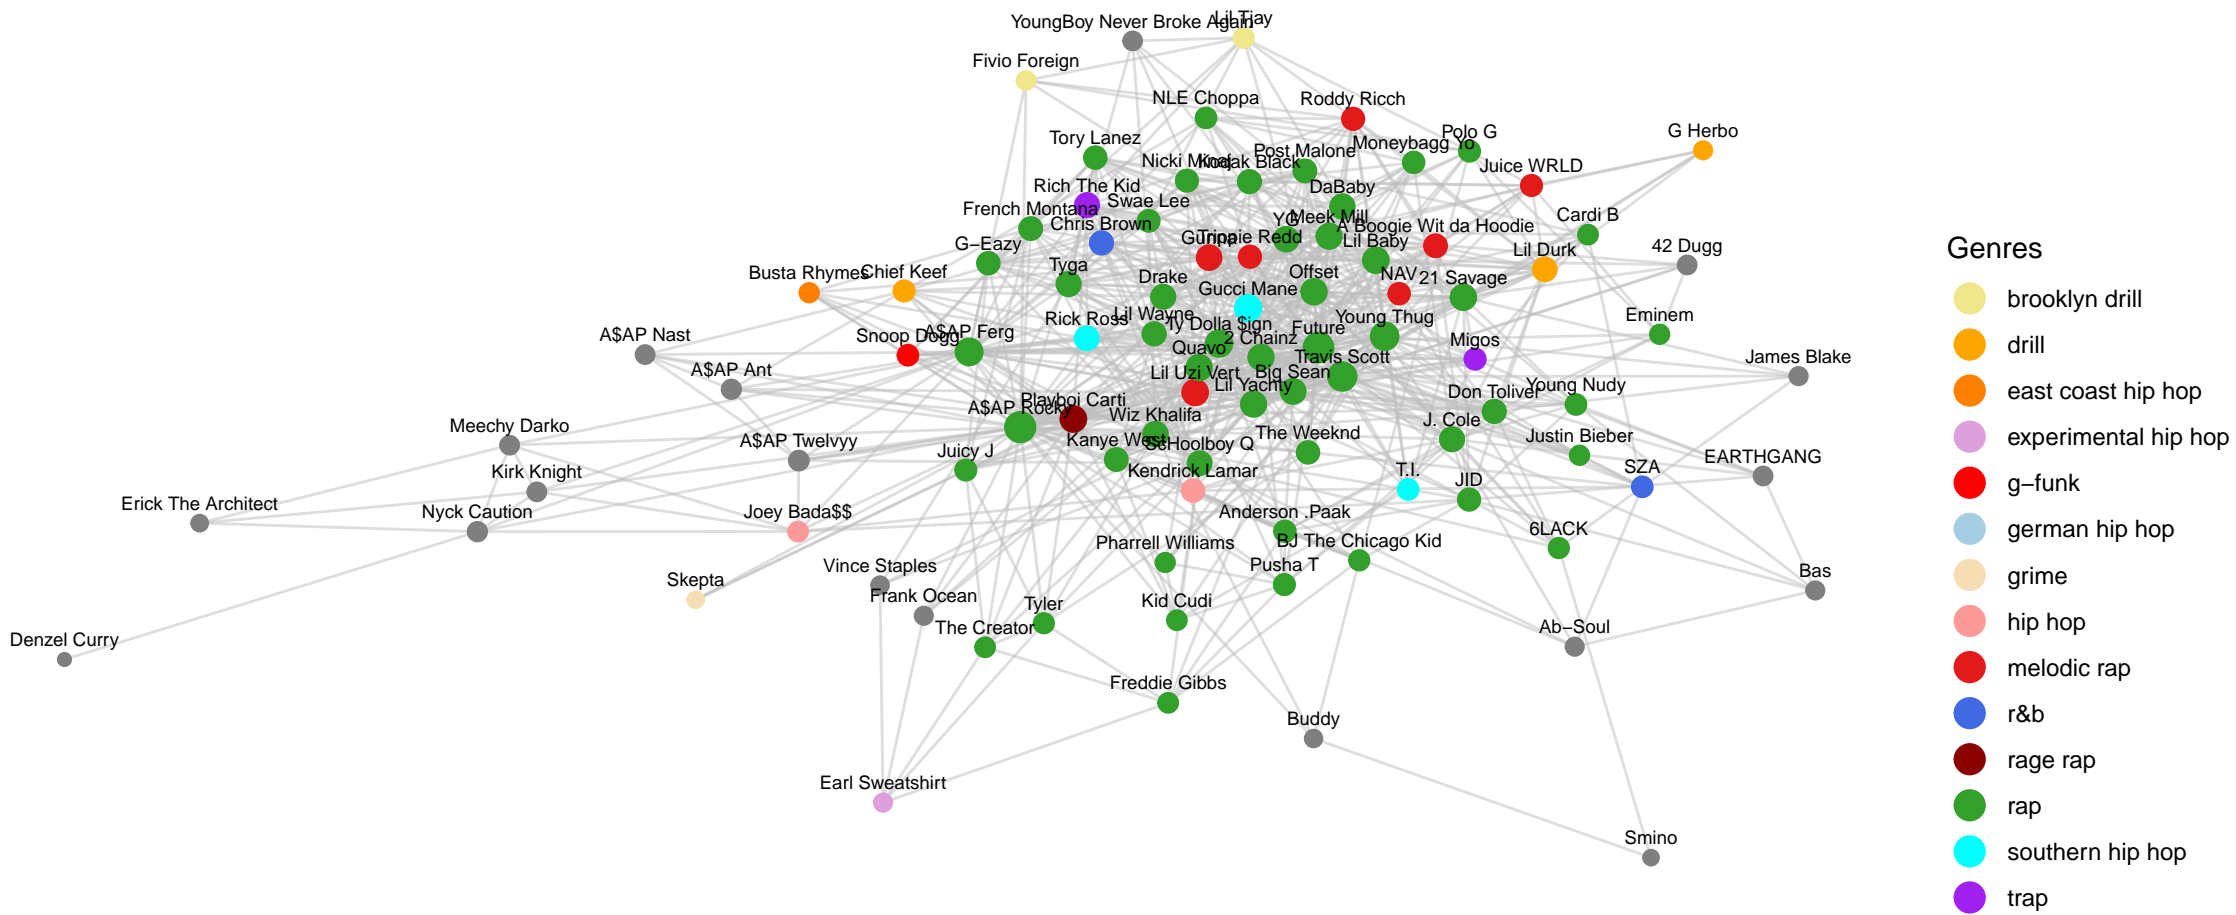 YoungBoy Never Broke Again
Lil Tjay
Fivio Foreign
NLE Choppa
Roddy Ricch
Tory Lanez
Polo G
G Herbo
Moneybagg Yo
Post Malone
Nicki Minaj
Kodak Black
Juice WRLD
Rich The Kid
DaBaby
Swae Lee
French Montana
Chris Brown
YG
Meek Mill
A Boogie Wit da Hoodie
Cardi B
Gunna
Trippie Redd
Lil Baby
G−Eazy
Lil Durk
42 Dugg
Busta Rhymes
Chief Keef
Tyga
Drake
Offset
NAV
21 Savage
Gucci Mane
Rick Ross
Lil Wayne
Ty Dolla $ign
Future
Young Thug
Eminem
A$AP Nast
Snoop Dogg
A$AP Ferg
2 Chainz
Migos
Quavo
Travis Scott
James Blake
A$AP Ant
Lil Uzi Vert
Big Sean
Lil Yachty
Don Toliver
Young Nudy
Playboi Carti
A$AP Rocky
Wiz Khalifa
J. Cole
Meechy Darko
A$AP Twelvyy
Kanye West
ScHoolboy Q
The Weeknd
Justin Bieber
Juicy J
Kirk Knight
Kendrick Lamar
T.I.
SZA
EARTHGANG
JID
Erick The Architect
Nyck Caution
Joey Bada$$
Anderson .Paak
6LACK
Pharrell Williams
BJ The Chicago Kid
Vince Staples
Pusha T
Skepta
Bas
Frank Ocean
Tyler
Kid Cudi
The Creator
Ab−Soul
Denzel Curry
Freddie Gibbs
Buddy
Earl Sweatshirt
Smino
Genres
brooklyn drill
drill
east coast hip hop
experimental hip hop
g−funk
german hip hop
grime
hip hop
melodic rap
r&b
rage rap
rap
southern hip hop
trap